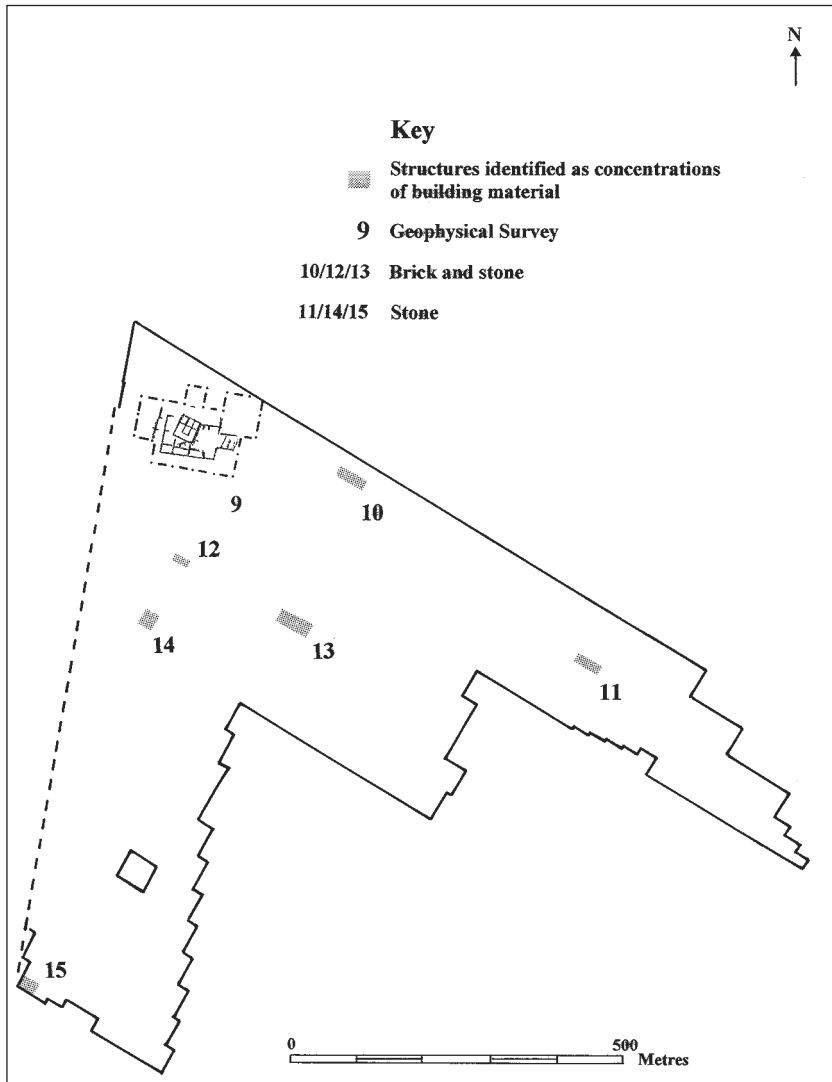 N
Key
Structures identified as concentrations
of building material
9 Geophysical Survey
10/12/13 Brick and stone
11/14/15 Stone
9
10
12
14
13
11
15
0 500
Metres